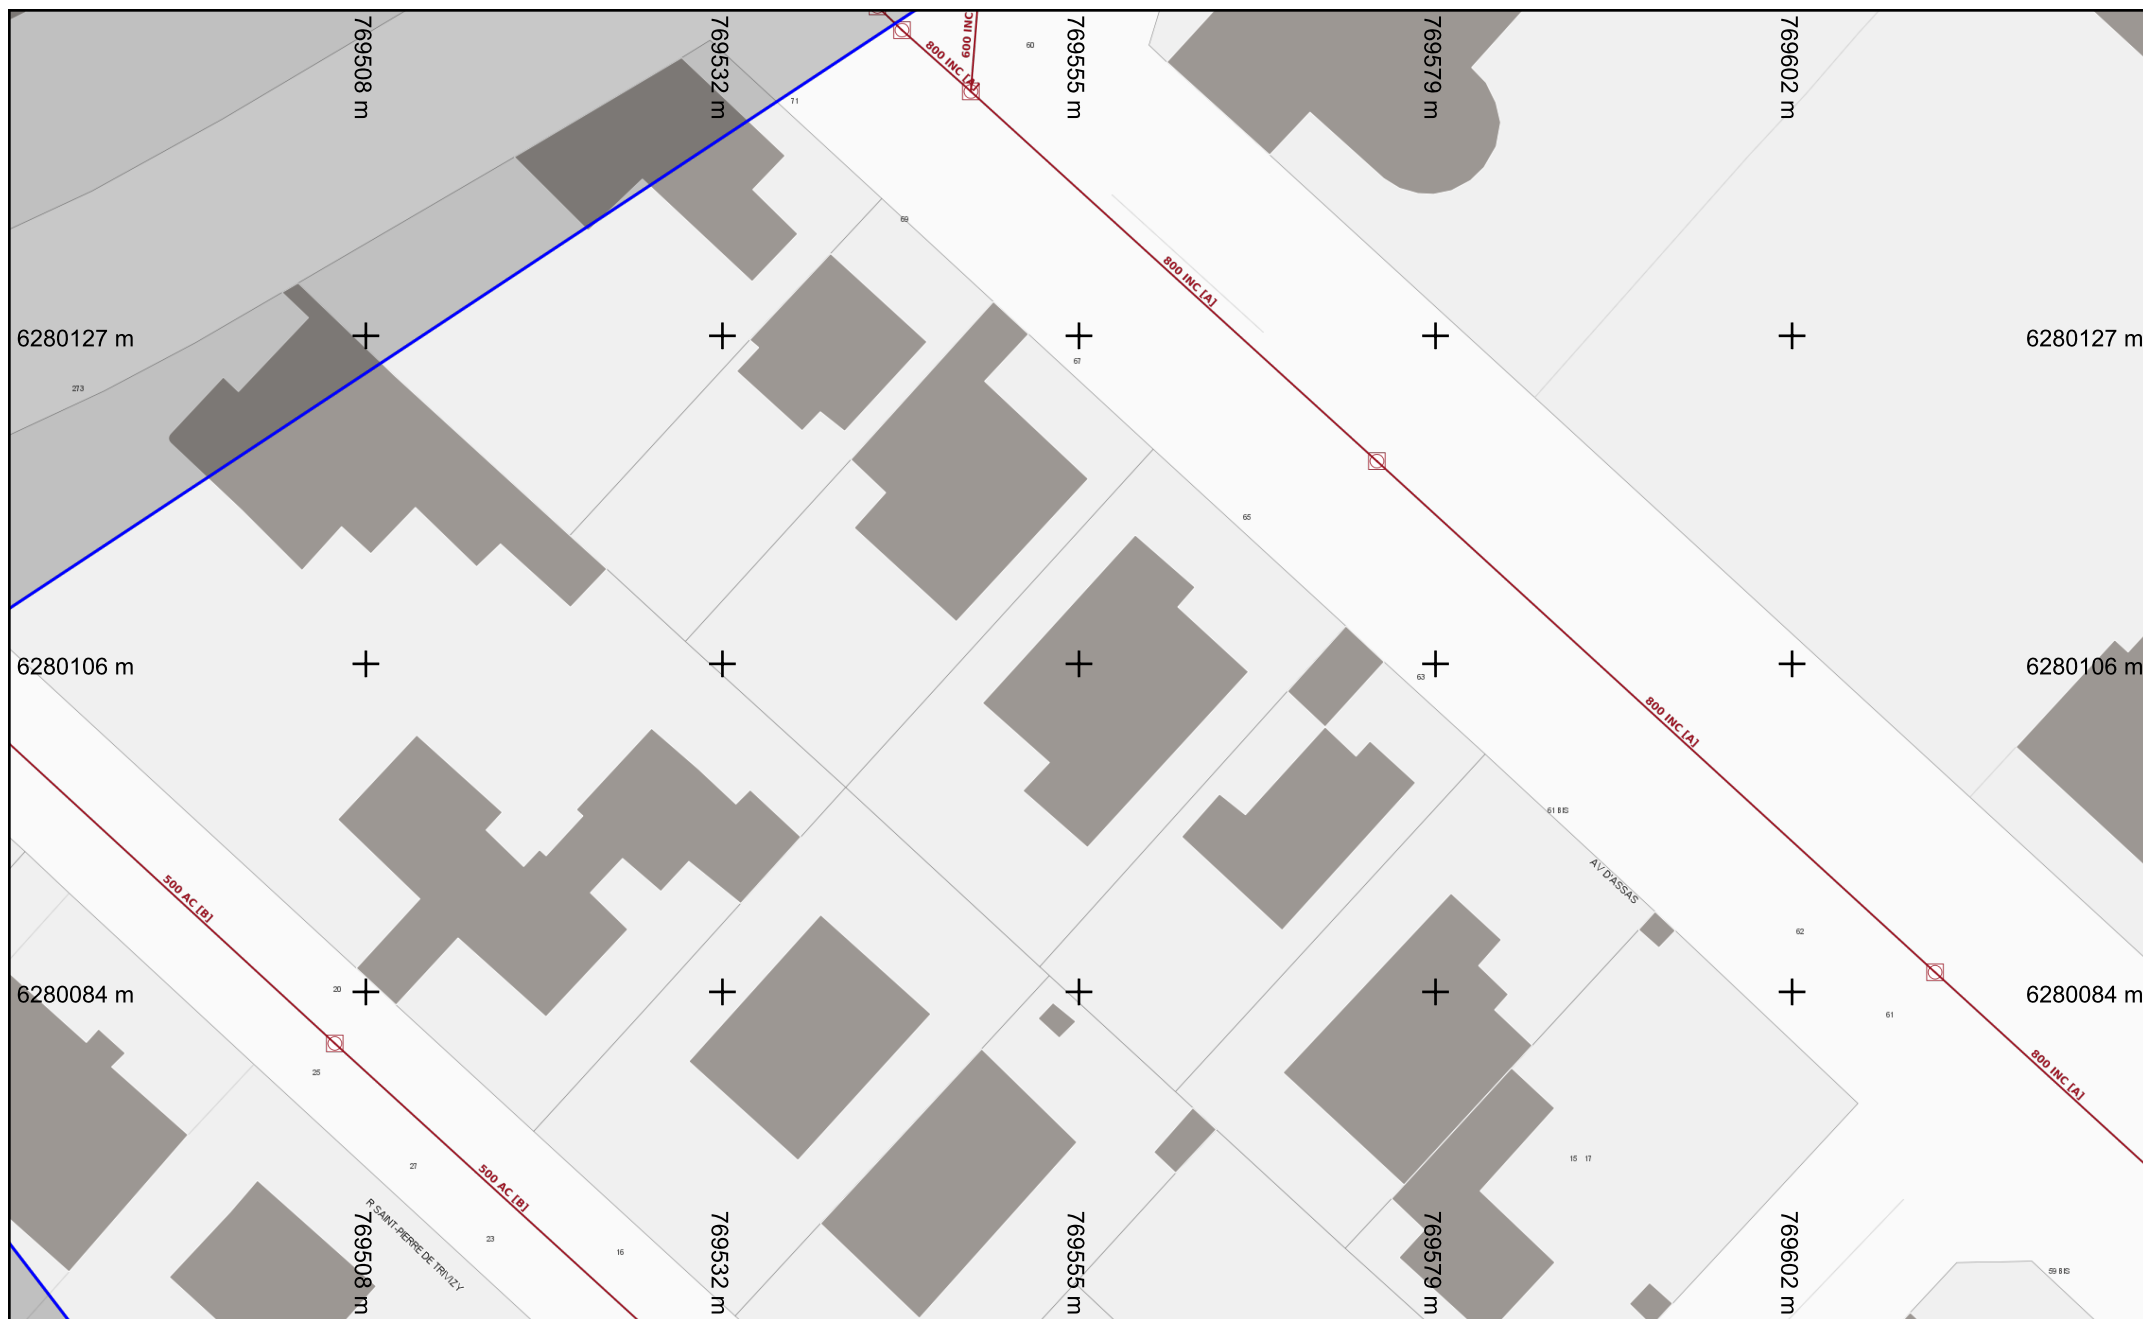 769508 m
769532 m
769555 m
769579 m
769602 m
600 INC
800 INC [A]
60
71
69
800 INC [A]
6280127 m
6280127 m
67
273
65
6280106 m
6280106 m
63
800 INC [A]
61 BIS
AV D'ASSAS
500 AC [B]
62
6280084 m
6280084 m
20
61
25
800 INC [A]
27
15
17
500 AC [B]
R SAINT-PIERRE DE TRIVIZY
23
16
59 BIS
769508 m
769532 m
769555 m
769579 m
769602 m